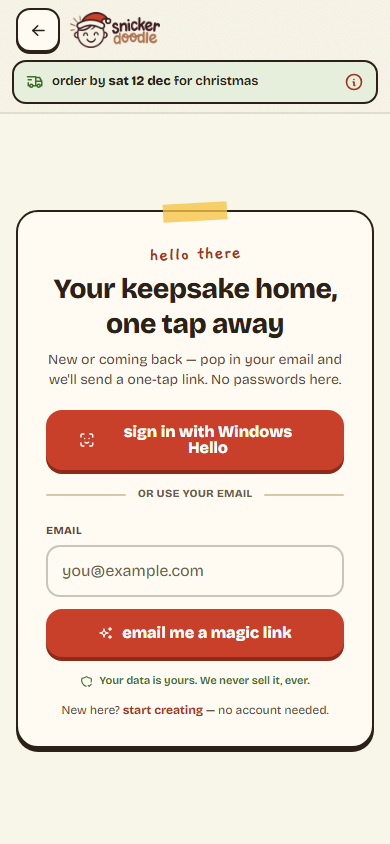 snicker
doodle
order by sat 12 dec for christmas
hello there
Your keepsake home,
one tap away
New or coming back — pop in your email and
we'll send a one-tap link. No passwords here.
sign in with Windows
Hello
OR USE YOUR EMAIL
EMAIL
you@example.com
email me a magic link
Your data is yours. We never sell it, ever.
New here? start creating — no account needed.